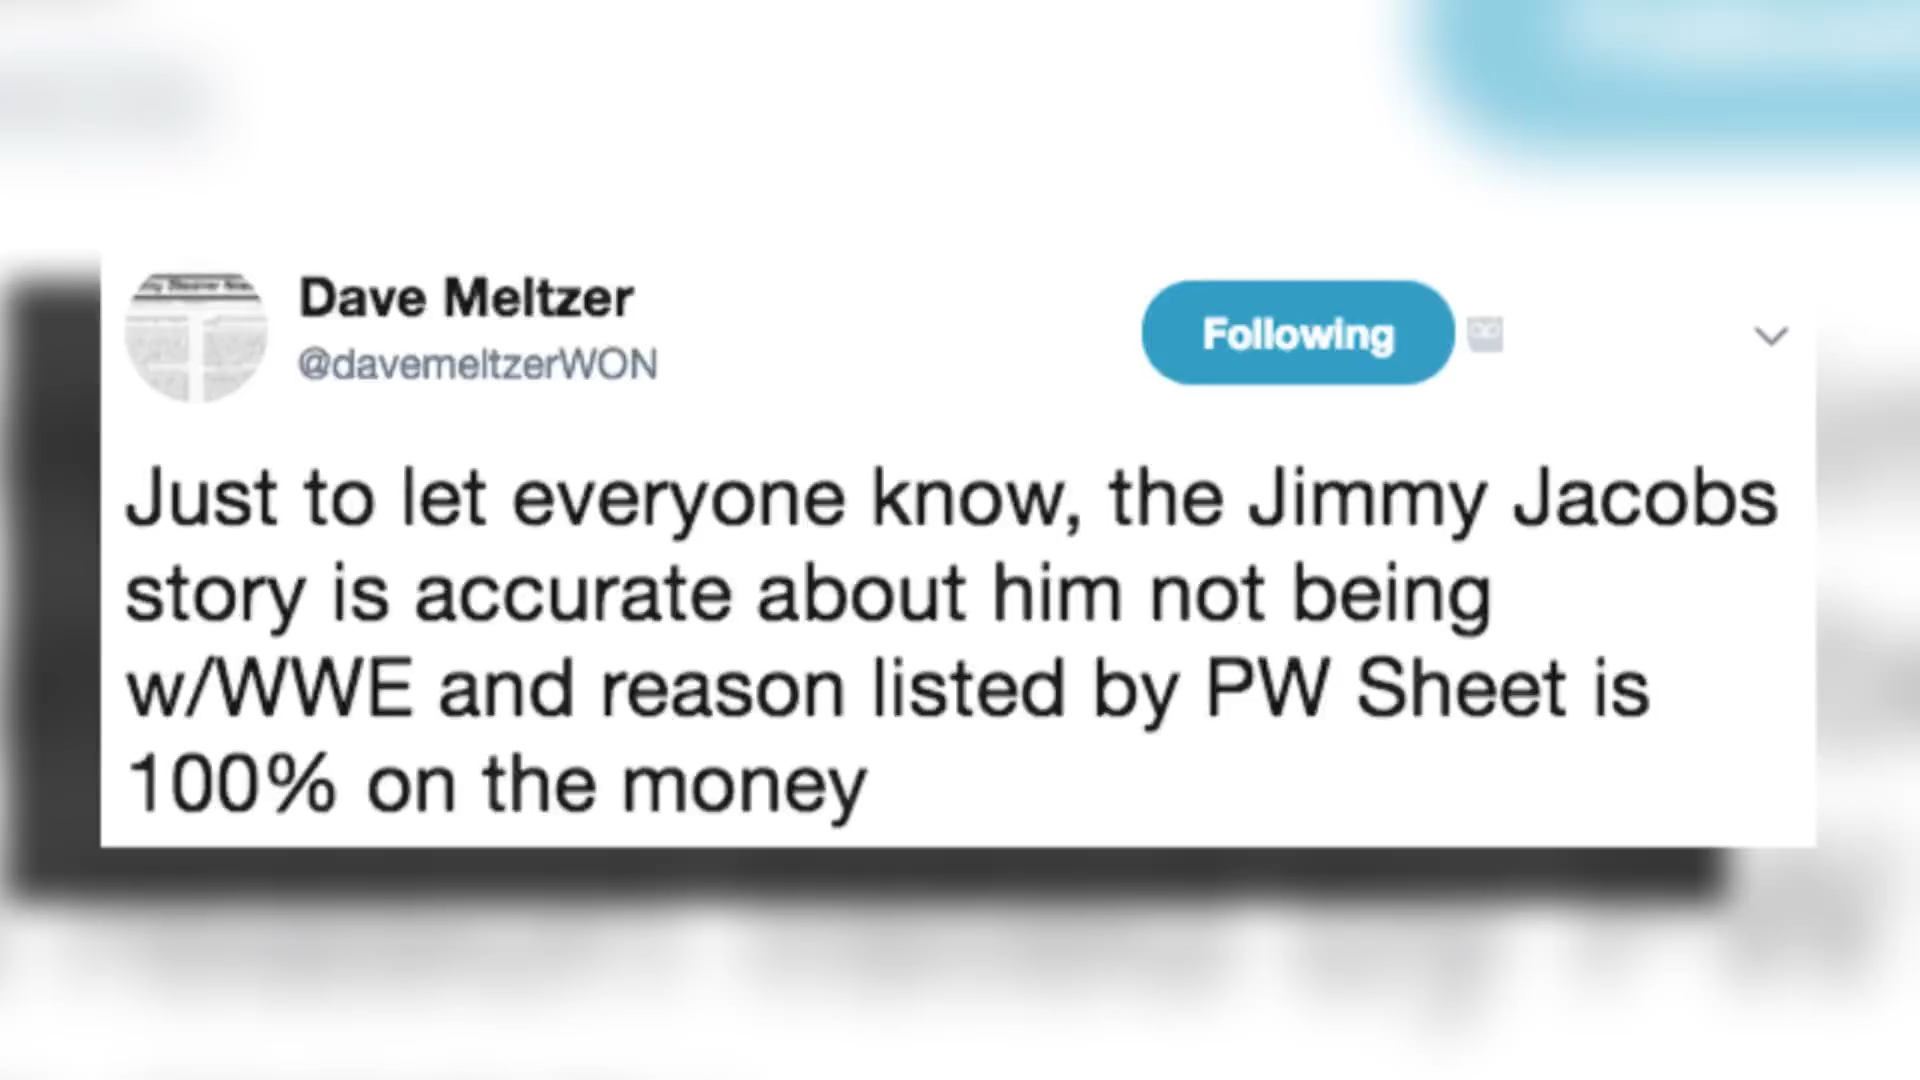 Dave Meltzer
@davemeltzerWON
Following
Just to let everyone know, the Jimmy Jacobs
story is accurate about him not being
w/WWE and reason listed by PW Sheet is
100% on the money